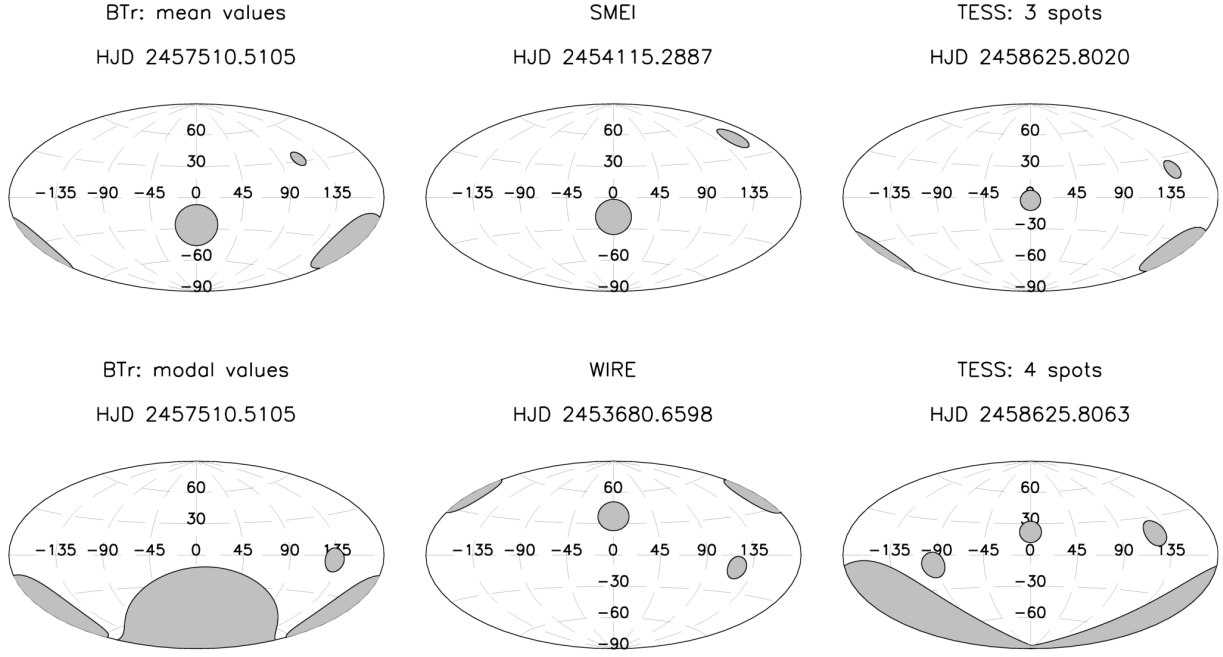 BTr: mean values
HJD 2457510.5105
60
30
-135 -90 -45 0 45 90 135
-60
-90
SMEI
HJD 2454115.2887
60
30
-135 -90 -45 0 45 90 135
-60
-90
TESS: 3 spots
HJD 2458625.8020
60
30
-135 -90 -45 45 90 135
-30
-60
-90
BTr: modal values
HJD 2457510.5105
60
30
-135 -90 -45 0 45 90 135
WIRE
HJD 2453680.6598
60
-135 -90 -45 0 45 90 135
-30
-60
-90
TESS: 4 spots
HJD 2458625.8063
60
30
-135 -90 -45 0 45 90 135
-30
-60